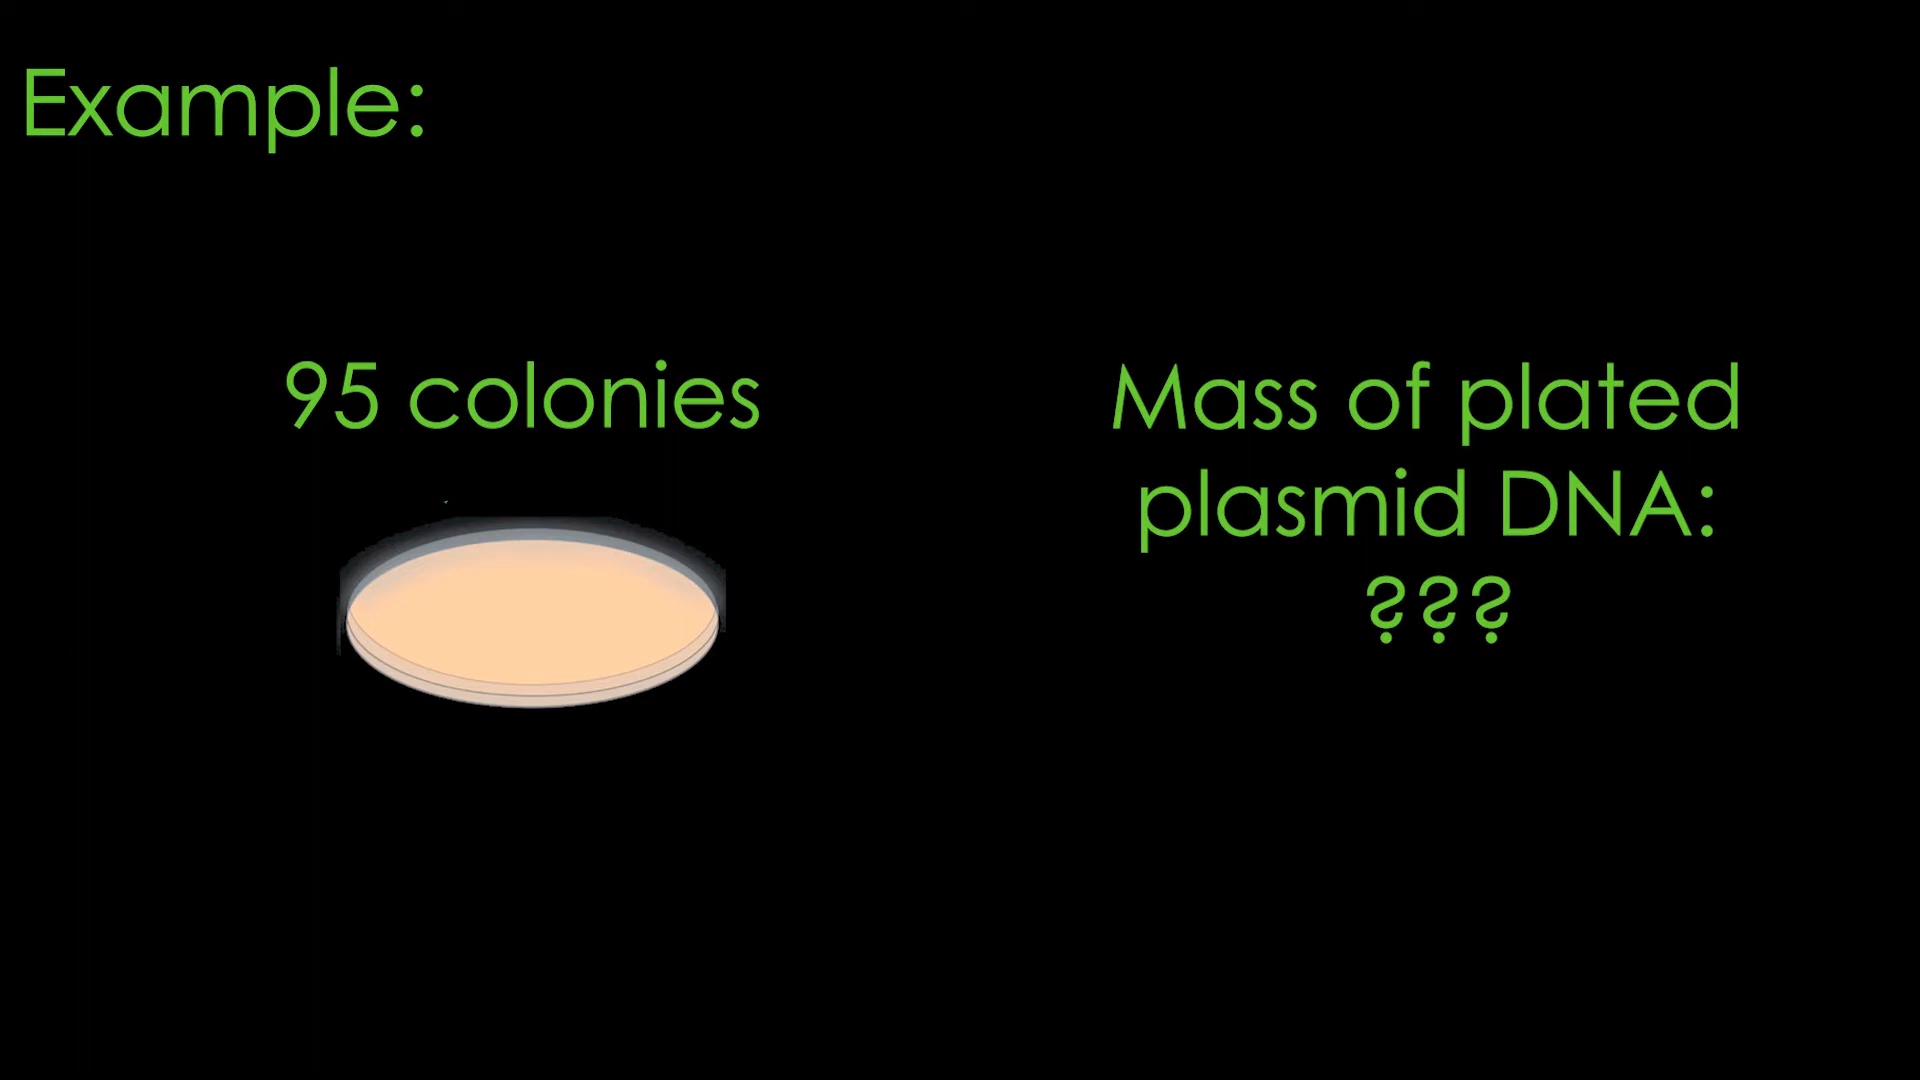 Example:
95 colonies
Mass of plated
plasmid DNA:
???